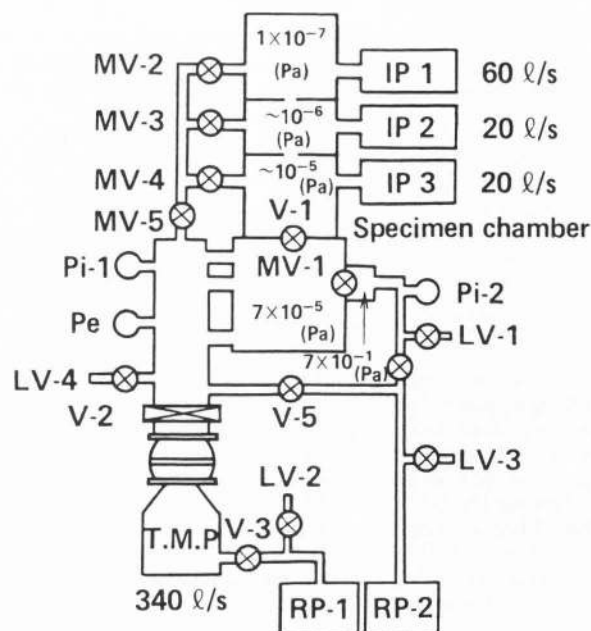 1×10⁻⁷
(Pa)
MV-2
IP 1
60 ℓ/s
MV-3
~10⁻⁶
(Pa)
IP 2
20 ℓ/s
MV-4
~10⁻⁵
(Pa)
IP 3
20 ℓ/s
MV-5
V-1
Specimen chamber
Pi-1
MV-1
Pi-2
Pe
7×10⁻⁵
(Pa)
7×10⁻¹
(Pa)
LV-1
LV-4
V-2
V-5
LV-3
LV-2
T.M.P
V-3
340 ℓ/s
RP-1
RP-2